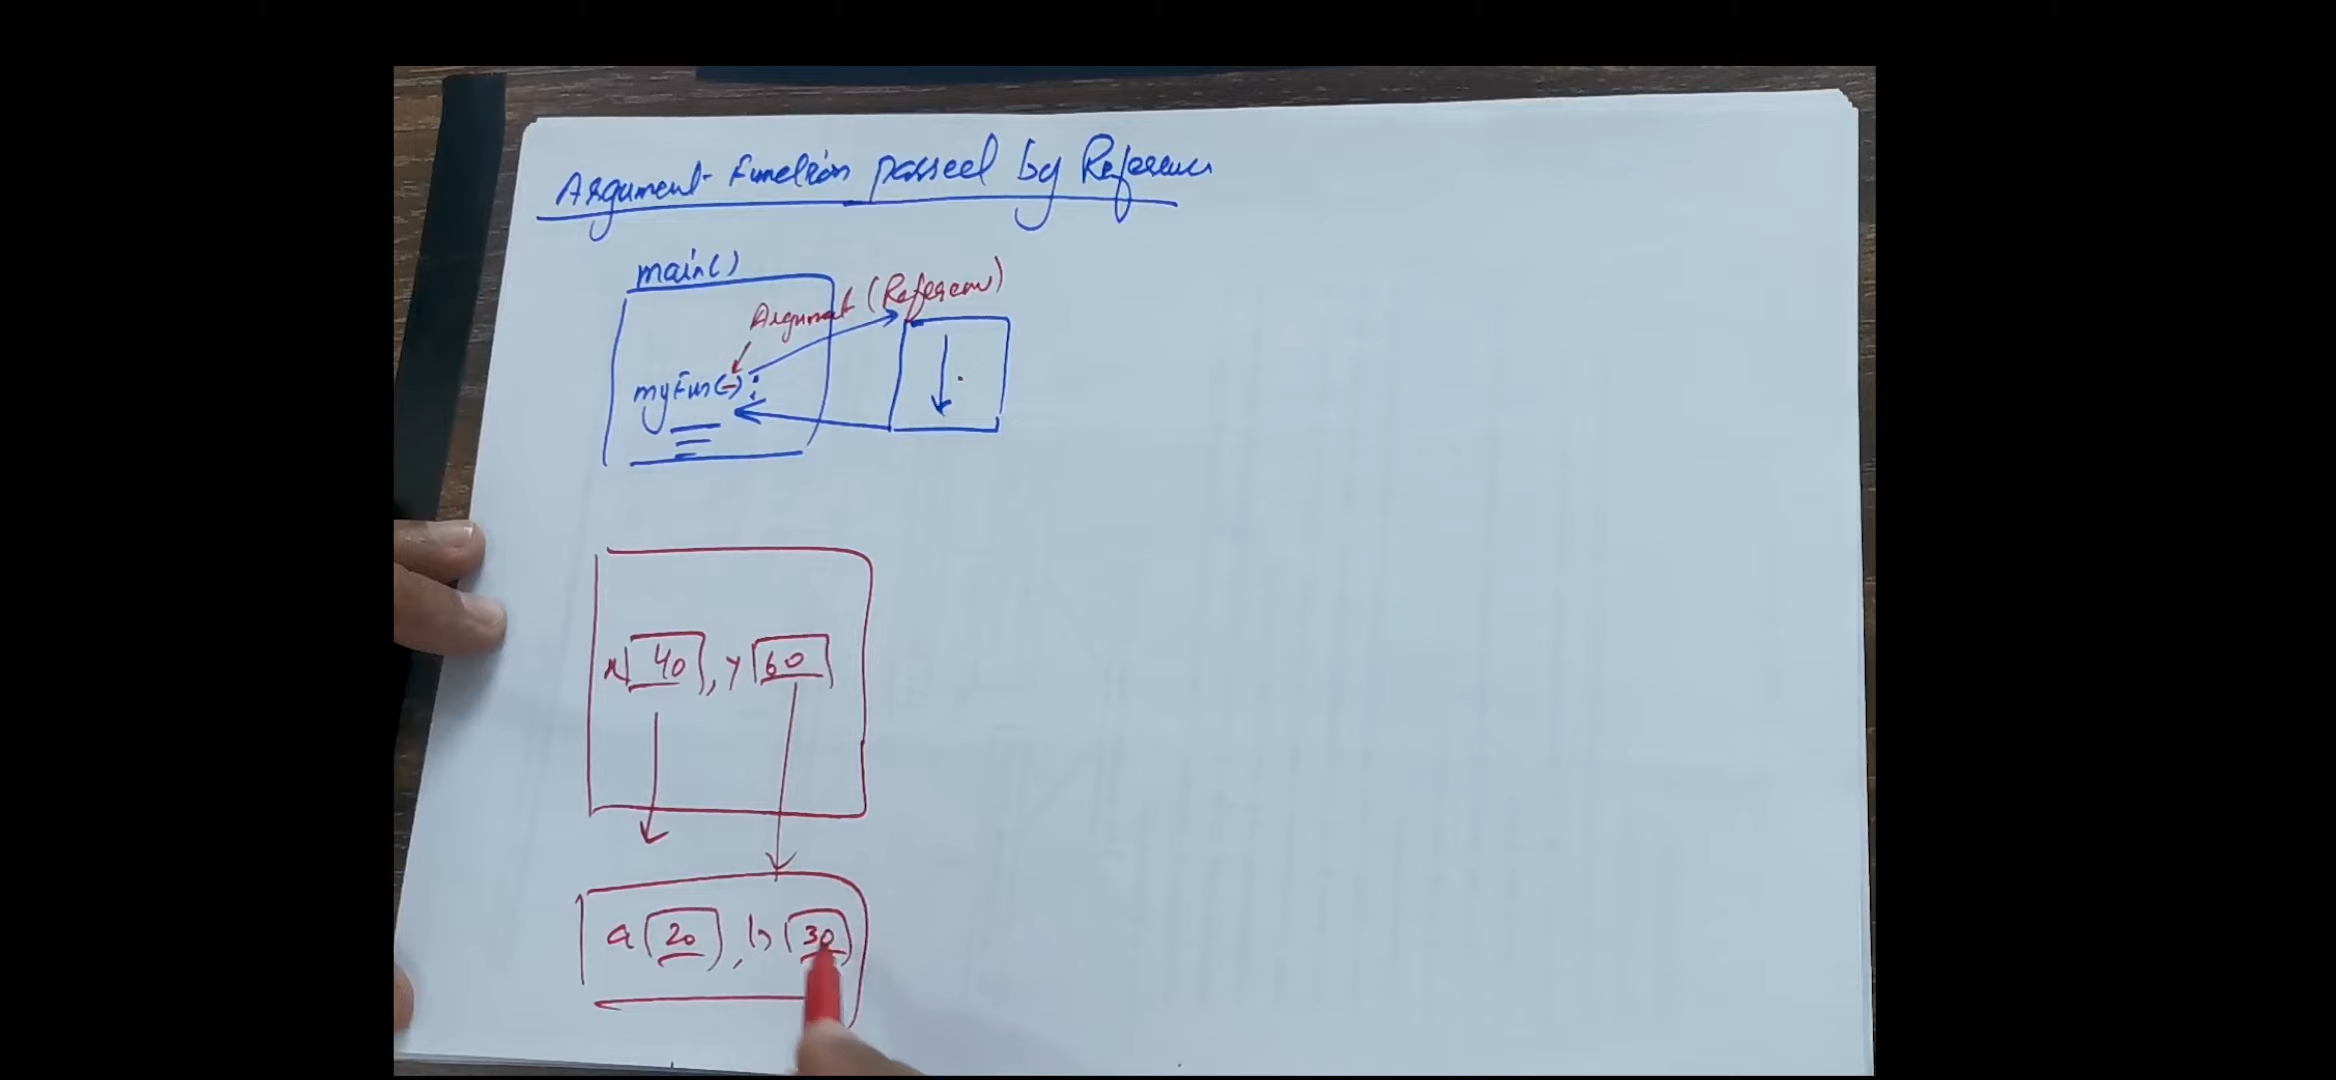 Argument Function passed by Reference
main()
Argument (Reference)
myFun(-);
x 40, y 60
a 20, b 30